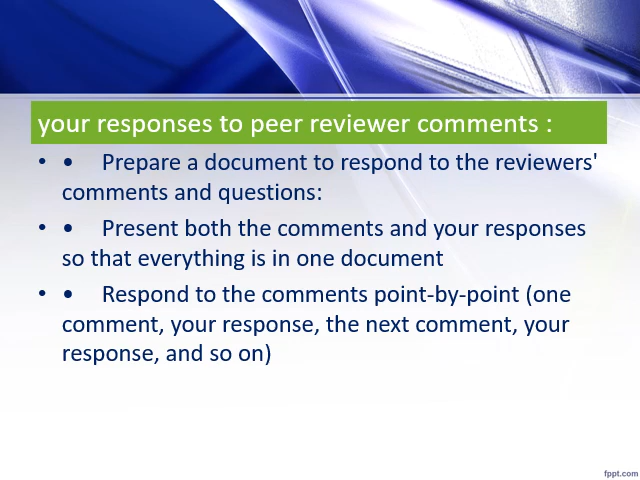 your responses to peer reviewer comments :
• • Prepare a document to respond to the reviewers'
comments and questions:
• • Present both the comments and your responses
so that everything is in one document
• • Respond to the comments point-by-point (one
comment, your response, the next comment, your
response, and so on)
fppt.com